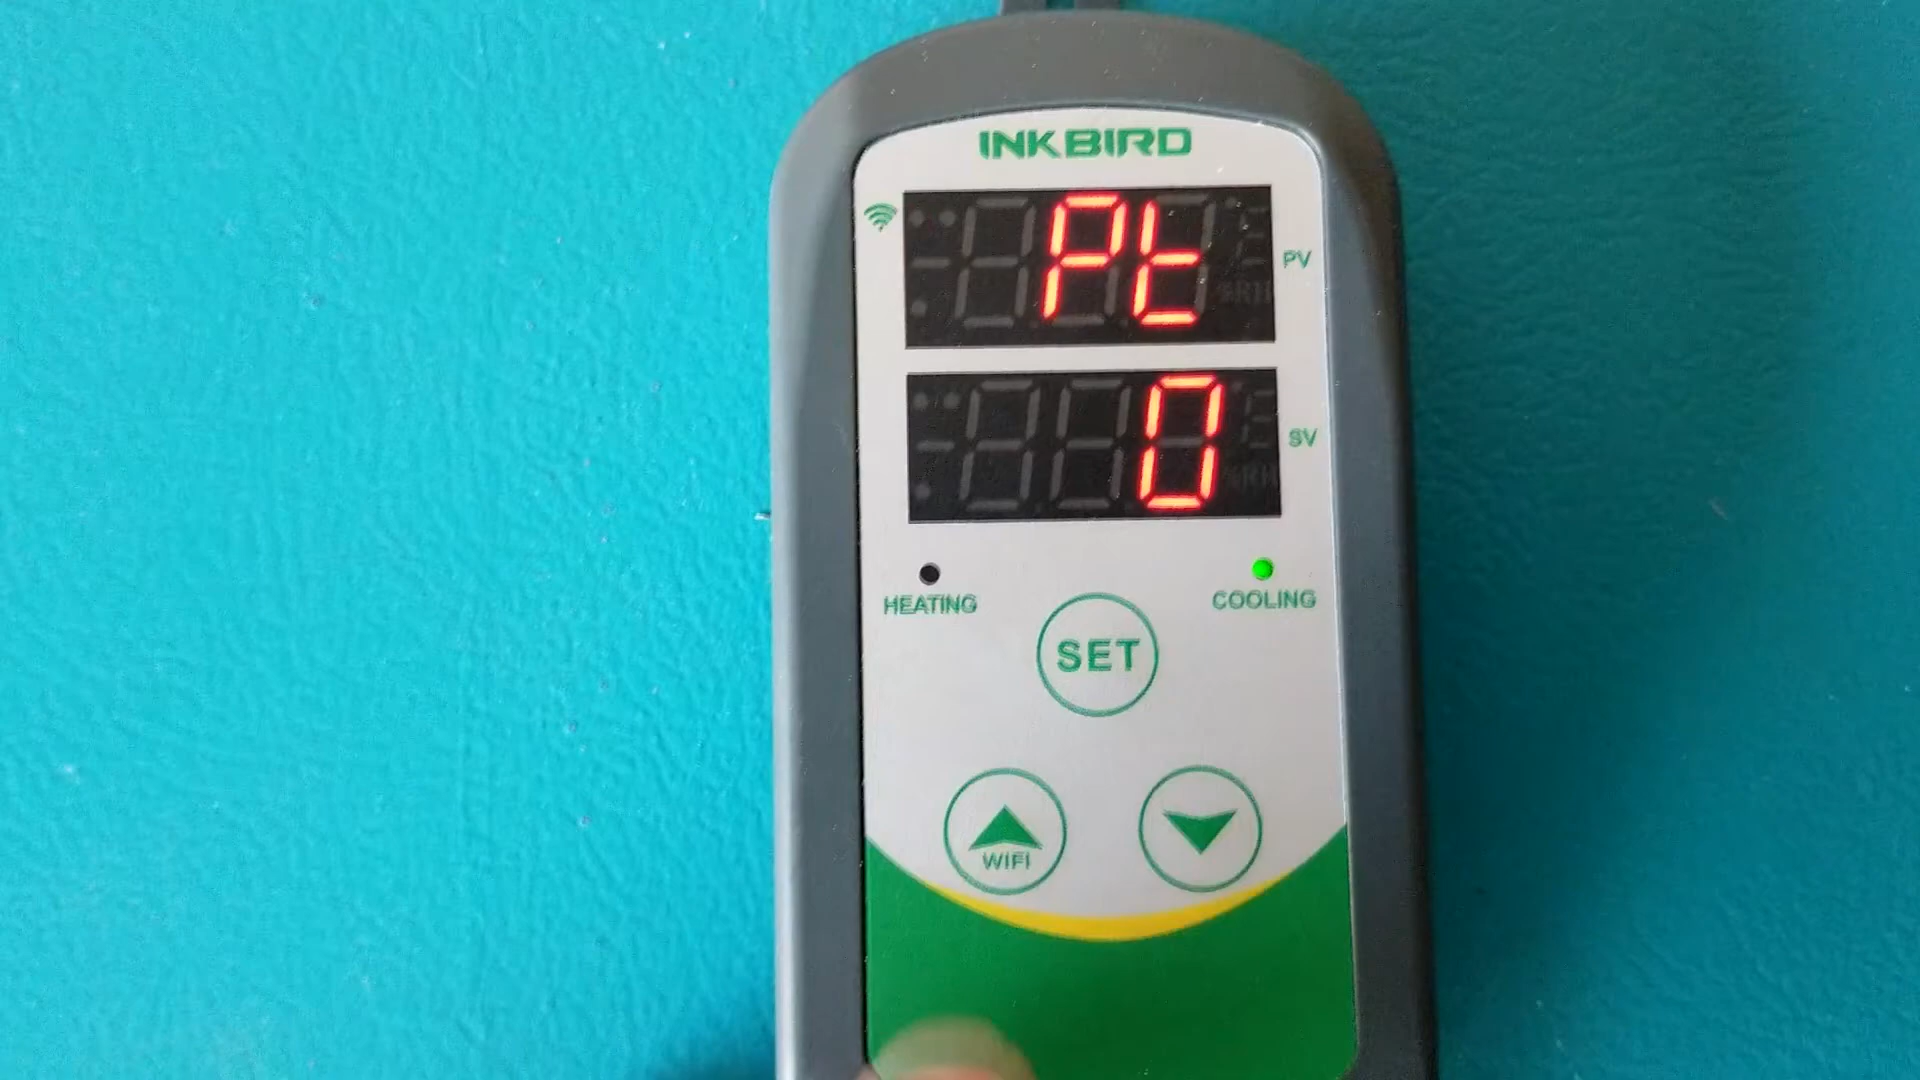 INKBIRD
Pt
PV
0
SV
HEATING
COOLING
SET
WIFI